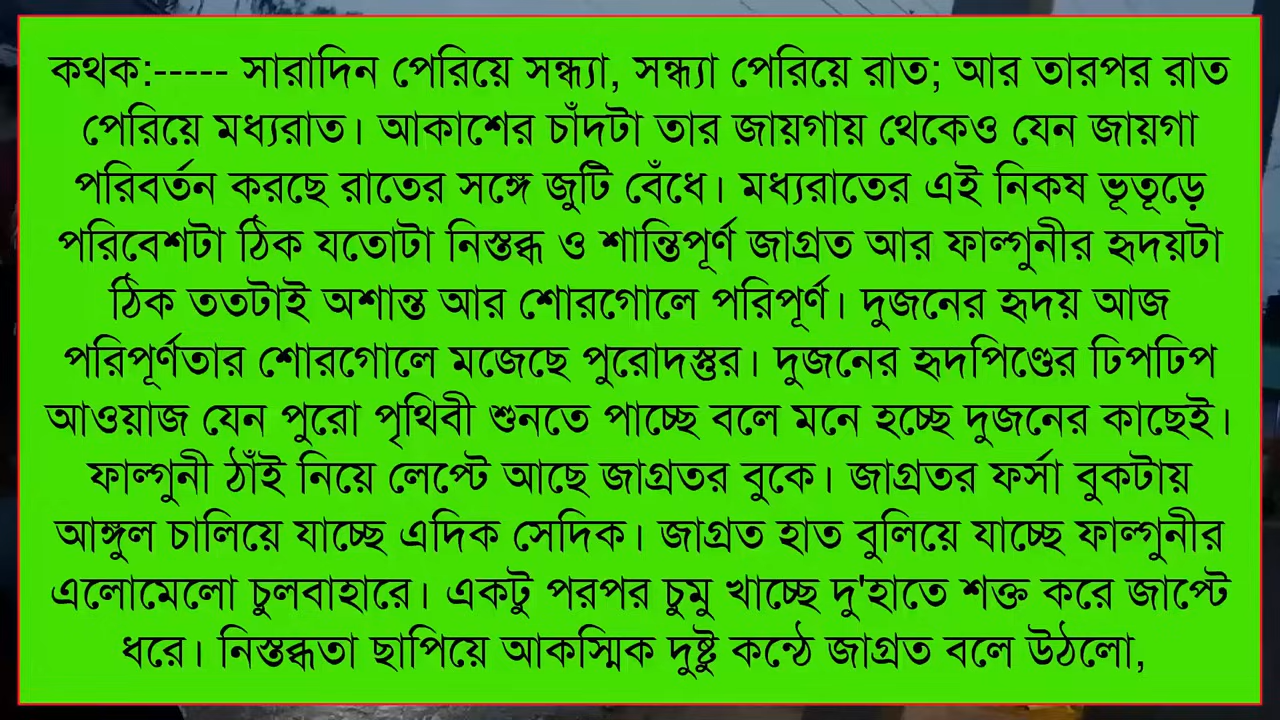 কথক:----- সারাদিন পেরিয়ে সন্ধ্যা, সন্ধ্যা পেরিয়ে রাত; আর তারপর রাত
পেরিয়ে মধ্যরাত। আকাশের চাঁদটা তার জায়গায় থেকেও যেন জায়গা
পরিবর্তন করছে রাতের সঙ্গে জুটি বেঁধে। মধ্যরাতের এই নিকষ ভূতূড়ে
পরিবেশটা ঠিক যতোটা নিস্তব্ধ ও শান্তিপূর্ণ জাগ্রত আর ফাল্গুনীর হৃদয়টা
ঠিক ততটাই অশান্ত আর শোরগোলে পরিপূর্ণ। দুজনের হৃদয় আজ
পরিপূর্ণতার শোরগোলে মজেছে পুরোদস্তুর। দুজনের হৃদপিণ্ডের ঢিপঢিপ
আওয়াজ যেন পুরো পৃথিবী শুনতে পাচ্ছে বলে মনে হচ্ছে দুজনের কাছেই।
ফাল্গুনী ঠাঁই নিয়ে লেপ্টে আছে জাগ্রতর বুকে। জাগ্রতর ফর্সা বুকটায়
আঙ্গুল চালিয়ে যাচ্ছে এদিক সেদিক। জাগ্রত হাত বুলিয়ে যাচ্ছে ফাল্গুনীর
এলোমেলো চুলবাহারে। একটু পরপর চুমু খাচ্ছে দু'হাতে শক্ত করে জাপ্টে
ধরে। নিস্তব্ধতা ছাপিয়ে আকস্মিক দুষ্টু কন্ঠে জাগ্রত বলে উঠলো,